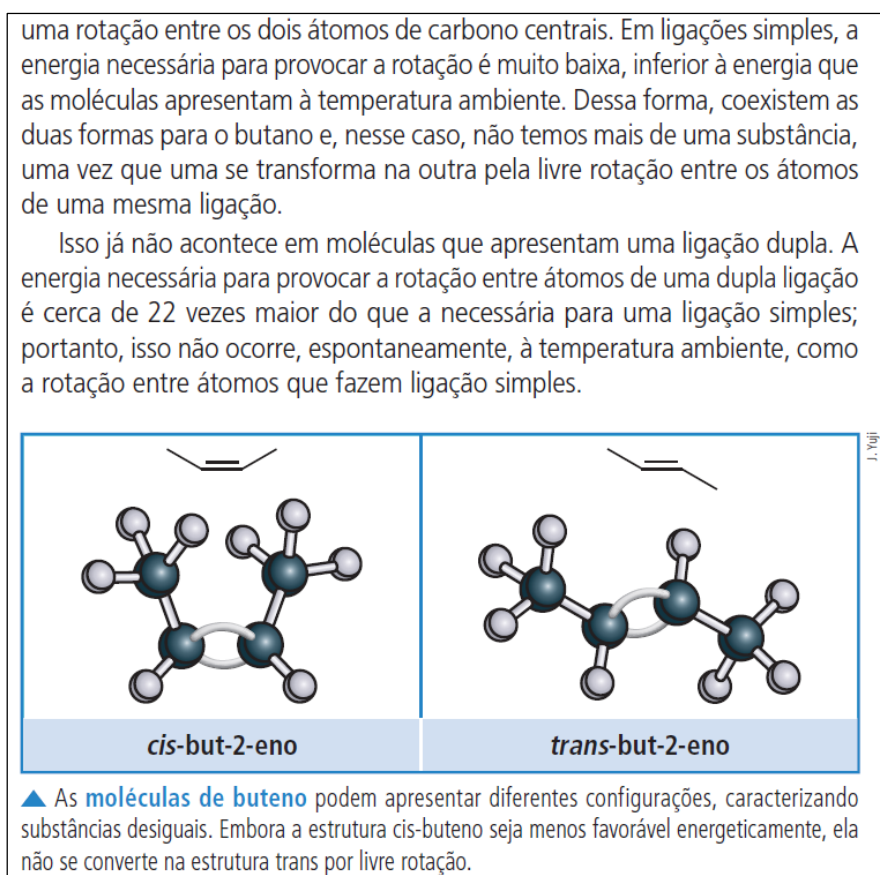 uma rotação entre os dois átomos de carbono centrais. Em ligações simples, a
energia necessária para provocar a rotação é muito baixa, inferior à energia que
as moléculas apresentam à temperatura ambiente. Dessa forma, coexistem as
duas formas para o butano e, nesse caso, não temos mais de uma substância,
uma vez que uma se transforma na outra pela livre rotação entre os átomos
de uma mesma ligação.
Isso já não acontece em moléculas que apresentam uma ligação dupla. A
energia necessária para provocar a rotação entre átomos de uma dupla ligação
é cerca de 22 vezes maior do que a necessária para uma ligação simples;
portanto, isso não ocorre, espontaneamente, à temperatura ambiente, como
a rotação entre átomos que fazem ligação simples.
J. Yuji
cis-but-2-eno
trans-but-2-eno
As moléculas de buteno podem apresentar diferentes configurações, caracterizando
substâncias desiguais. Embora a estrutura cis-buteno seja menos favorável energeticamente, ela
não se converte na estrutura trans por livre rotação.